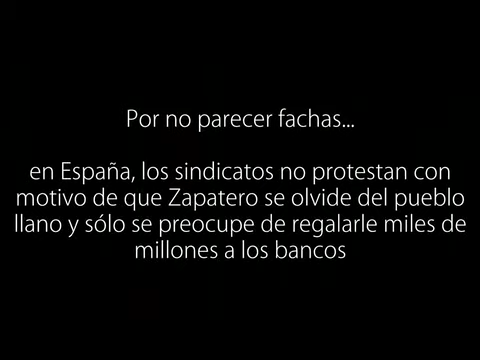 Por no parecer fachas...
en España, los sindicatos no protestan con
motivo de que Zapatero se olvide del pueblo
llano y sólo se preocupe de regalarle miles de
millones a los bancos